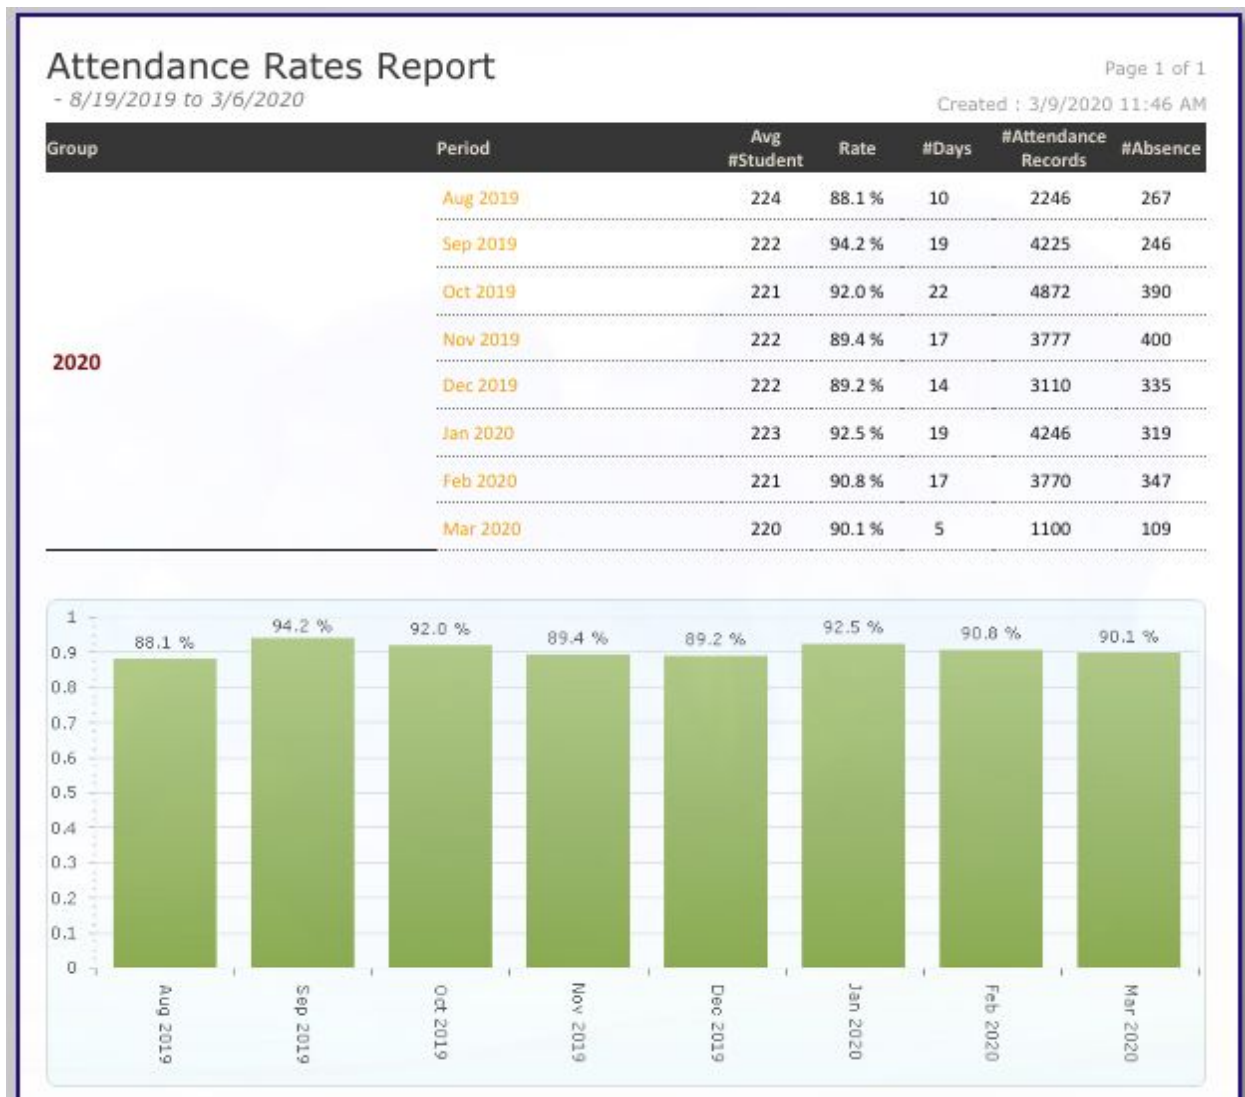 Attendance Rates Report
Page 1 of 1
- 8/19/2019 to 3/6/2020
Created : 3/9/2020 11:46 AM
Group Period Avg #Student Rate #Days #Attendance Records #Absence
2020
Aug 2019 224 88.1 % 10 2246 267
Sep 2019 222 94.2 % 19 4225 246
Oct 2019 221 92.0 % 22 4872 390
Nov 2019 222 89.4 % 17 3777 400
Dec 2019 222 89.2 % 14 3110 335
Jan 2020 223 92.5 % 19 4246 319
Feb 2020 221 90.8 % 17 3770 347
Mar 2020 220 90.1 % 5 1100 109
1
0.9
0.8
0.7
0.6
0.5
0.4
0.3
0.2
0.1
0
88.1 % 94.2 % 92.0 % 89.4 % 89.2 % 92.5 % 90.8 % 90.1 %
Aug 2019
Sep 2019
Oct 2019
Nov 2019
Dec 2019
Jan 2020
Feb 2020
Mar 2020